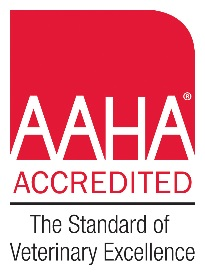 AAHA®
ACCREDITED
The Standard of
Veterinary Excellence